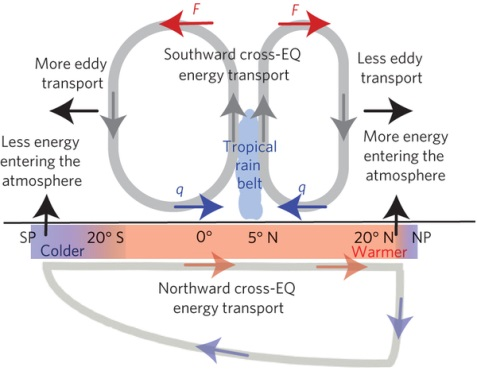 F
F
More eddy
transport
Southward cross-EQ
energy transport
Less eddy
transport
Less energy
entering the
atmosphere
Tropical
rain
belt
More energy
entering the
atmosphere
q
q
SP
20° S
0°
5° N
20° N
NP
Colder
Warmer
Northward cross-EQ
energy transport